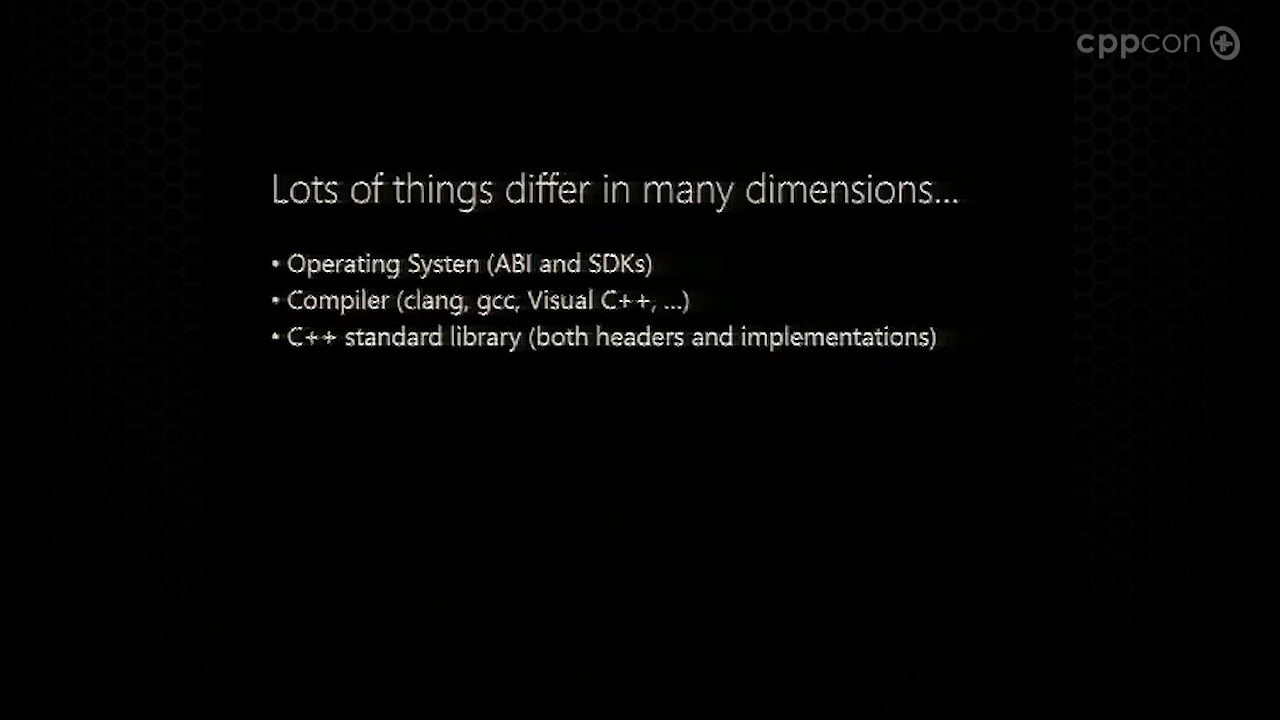 cppcon
Lots of things differ in many dimensions...
• Operating Systen (ABI and SDKs)
• Compiler (clang, gcc, Visual C++, ...)
• C++ standard library (both headers and implementations)